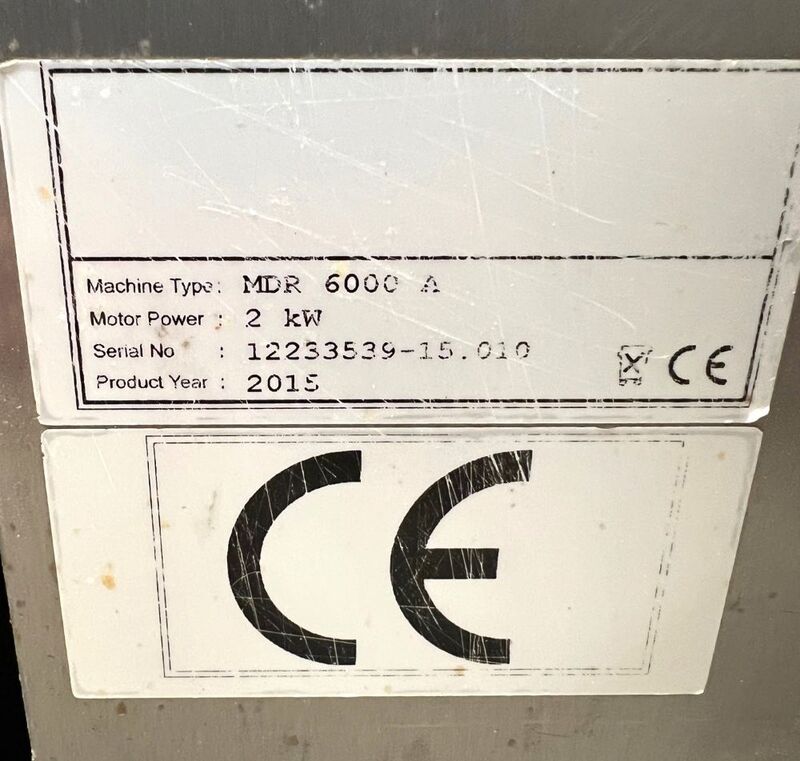 Machine Type: MDR 6000 A
Motor Power : 2 kW
Serial No : 12233539-15.010
Product Year : 2015
CE
CE